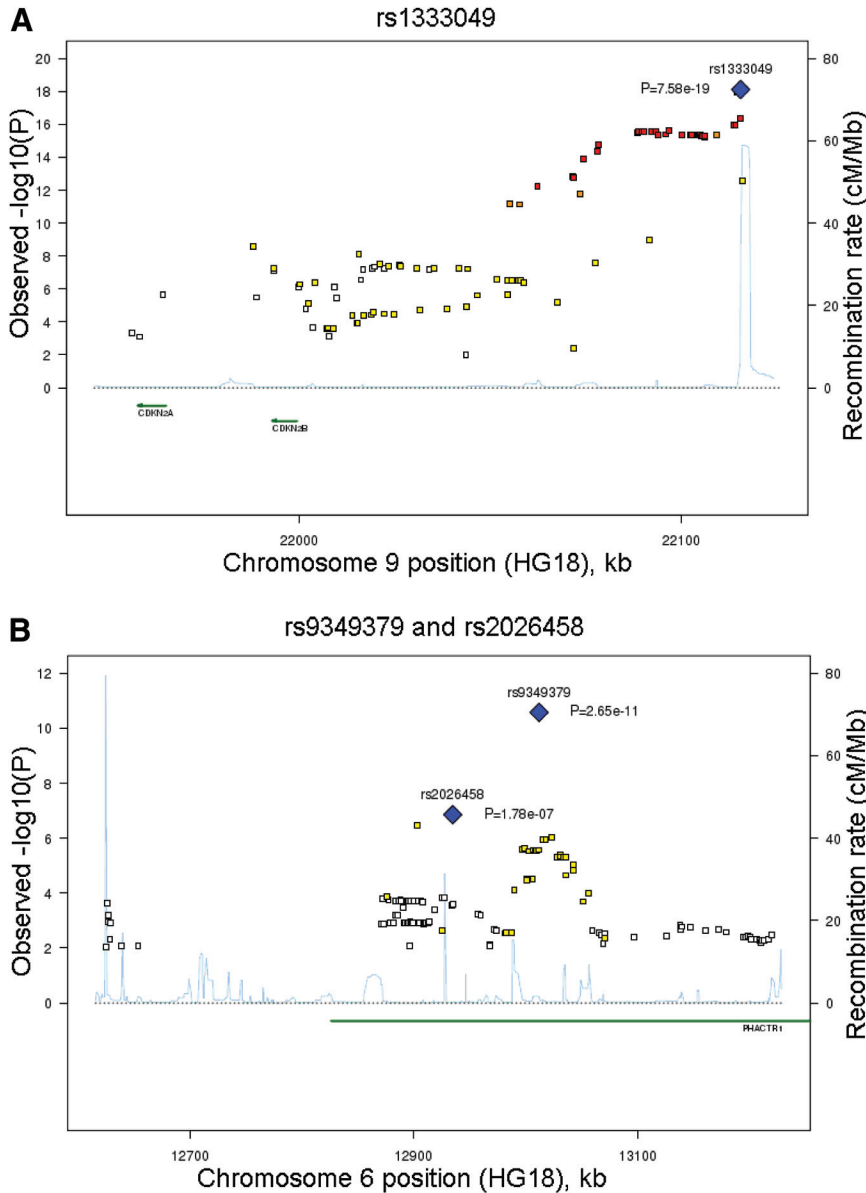 A
rs1333049
20
18
16
14
12
10
8
6
4
2
0
Observed -log10(P)
80
60
40
20
0
Recombination rate (cM/Mb)
rs1333049
P=7.58e-19
CDKN2A
CDKN2B
22000
22100
Chromosome 9 position (HG18), kb
B
rs9349379 and rs2026458
12
10
8
6
4
2
0
Observed -log10(P)
80
60
40
20
0
Recombination rate (cM/Mb)
rs9349379
P=2.65e-11
rs2026458
P=1.78e-07
PHACTR1
12700
12900
13100
Chromosome 6 position (HG18), kb